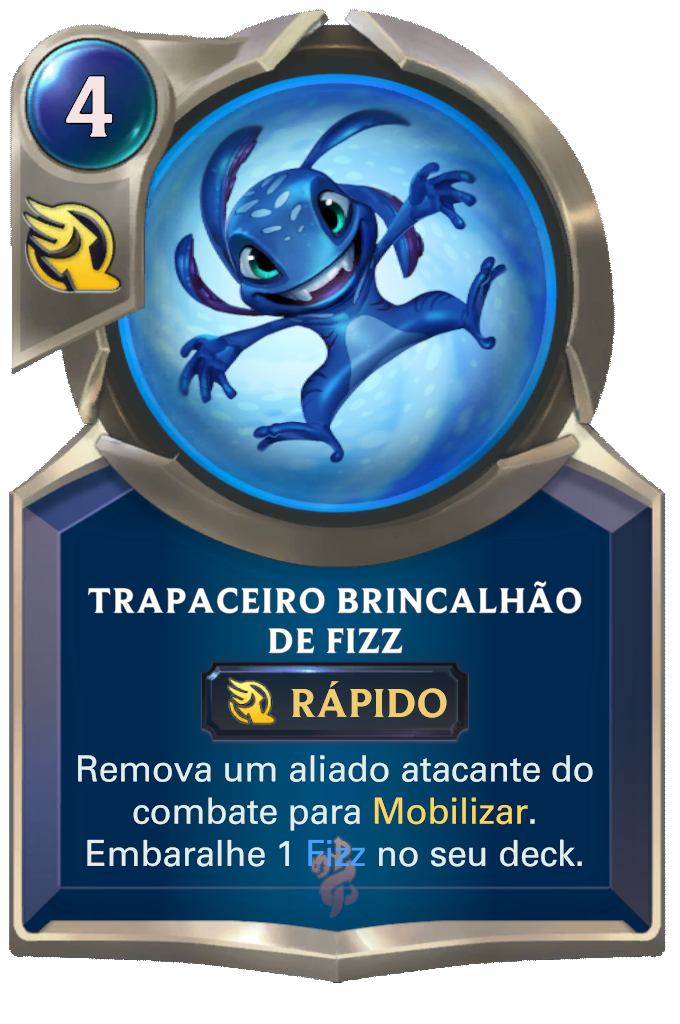 4
TRAPACEIRO BRINCALHÃO
DE FIZZ
RÁPIDO
Remova um aliado atacante do
combate para Mobilizar.
Embaralhe 1 Fizz no seu deck.